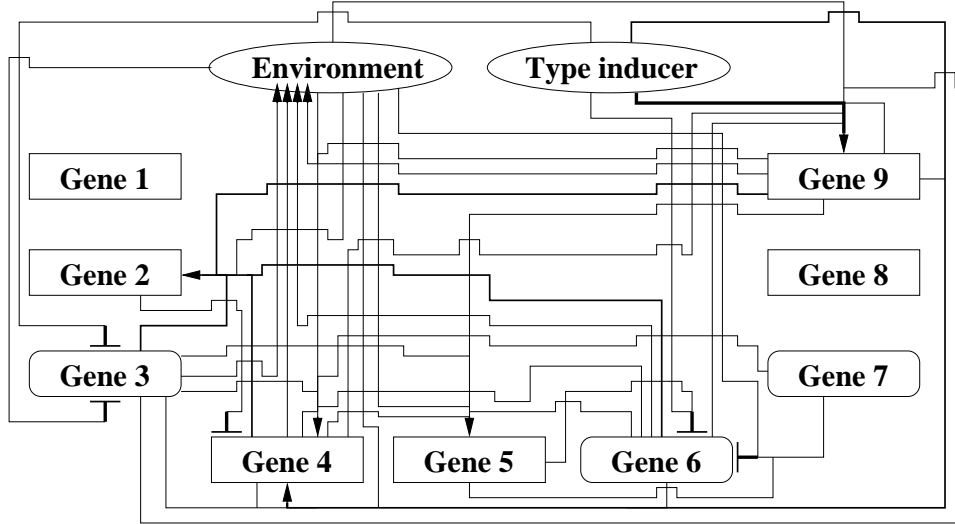 Environment
Type inducer
Gene 1
Gene 9
Gene 2
Gene 8
Gene 3
Gene 7
Gene 4
Gene 5
Gene 6